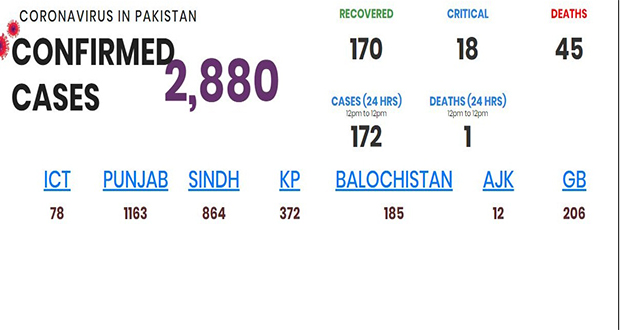 CORONAVIRUS IN PAKISTAN
CONFIRMED
CASES
2,880
RECOVERED CRITICAL DEATHS
170 18 45
CASES (24 HRS) DEATHS (24 HRS)
12pm to 12pm 12pm to 12pm
172 1
ICT PUNJAB SINDH KP BALOCHISTAN AJK GB
78 1163 864 372 185 12 206